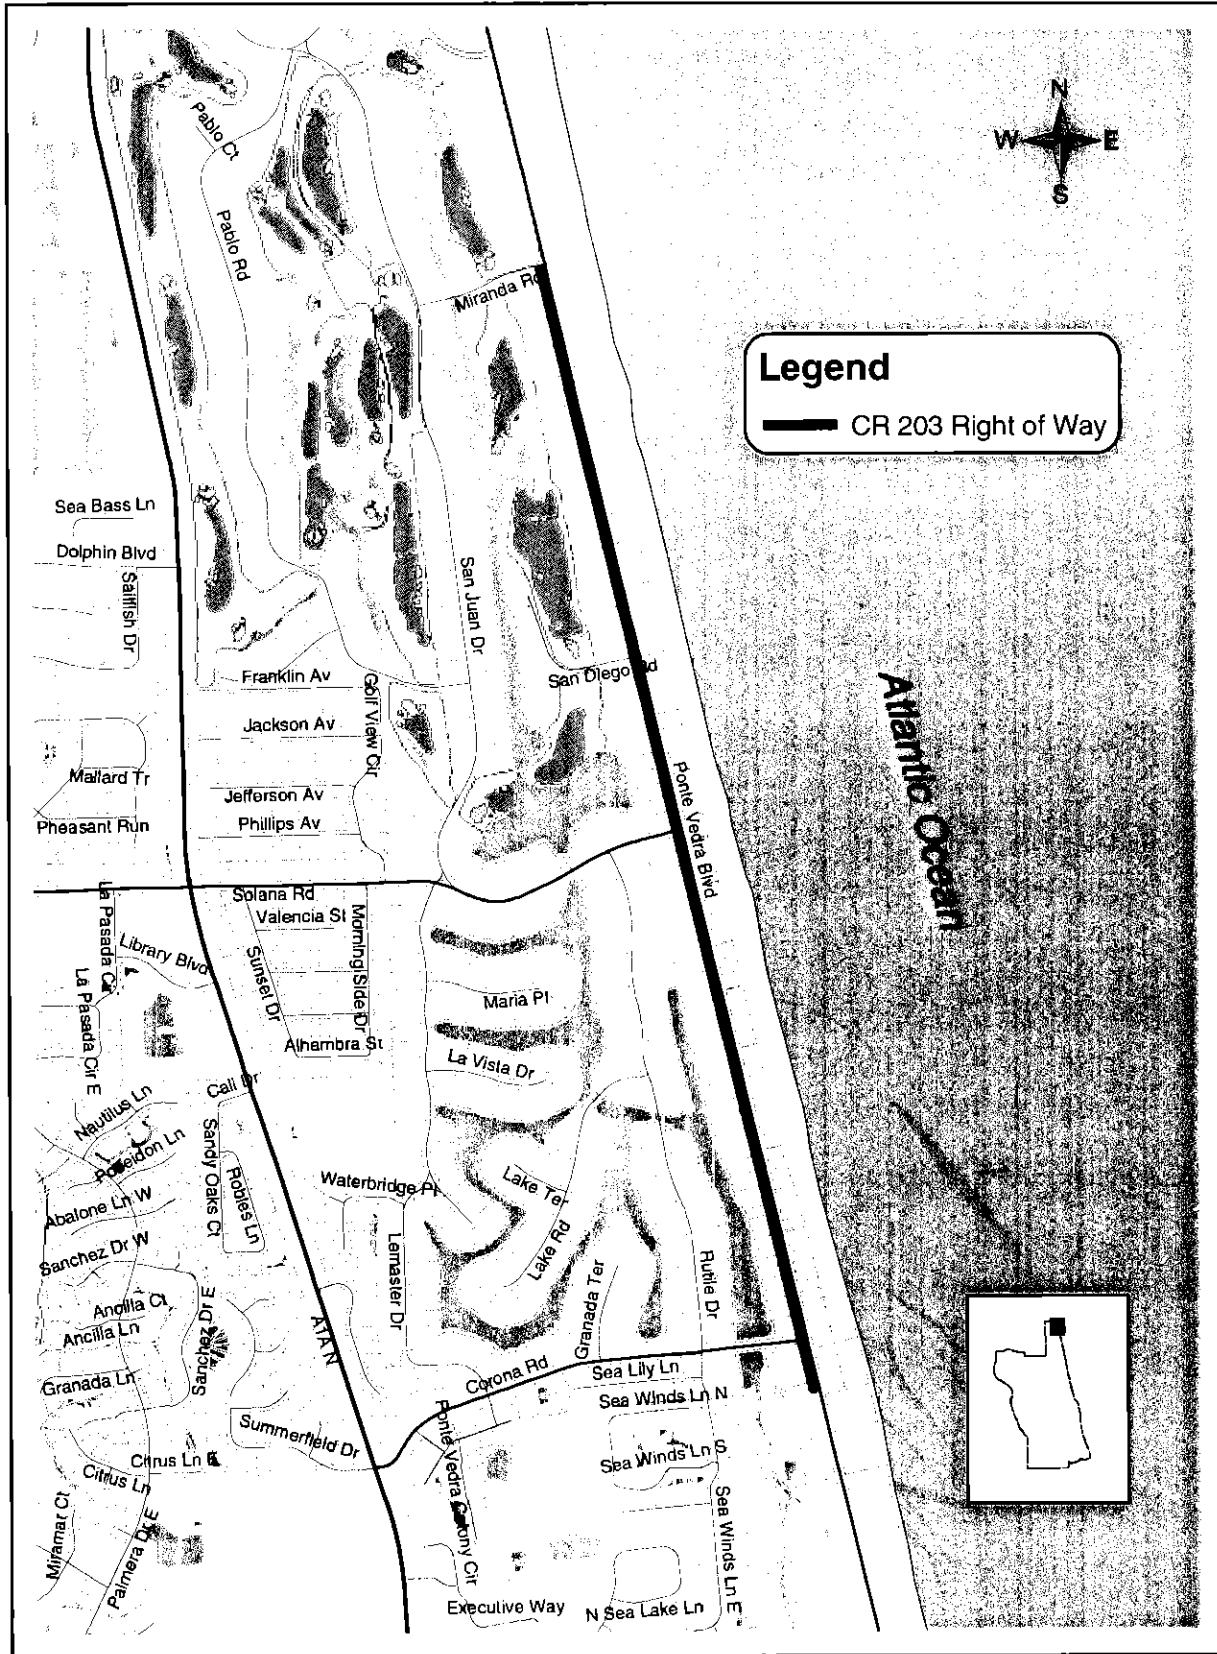 N
W E
S
Pablo Ct
Pablo Rd
Miranda Rd
Legend
CR 203 Right of Way
Sea Bass Ln
Dolphin Blvd
Sailfish Dr
San Juan Dr
San Diego Rd
Franklin Av
Golf View Cir
Jackson Av
Mallard Tr
Jefferson Av
Pheasant Run
Phillips Av
Ponte Vedra Blvd
Atlantic Ocean
La Pasada Cir
Solana Rd
Valencia St
Morning Side Dr
Library Blvd
Sunset Dr
La Pasada Cir E
Maria Pl
Alhambra St
La Vista Dr
Cali Dr
Nautilus Ln
Poseidon Ln
Sandy Oaks Ct
Robles Ln
Waterbridge Pl
Lake Ter
Abalone Ln W
Sanchez Dr W
Lemaster Dr
Lake Rd
Granada Ter
Rutile Dr
Ancilla Ct
Ancilla Ln
Sanchez Dr E
A1A N
Granada Ln
Corona Rd
Sea Lily Ln
Sea Winds Ln N
Summerfield Dr
Ponte Vedra Colony Cir
Citrus Ln E
Citrus Ln
Sea Winds Ln S
Miramar Ct
Palmera Dr E
Sea Winds Ln E
Executive Way
N Sea Lake Ln